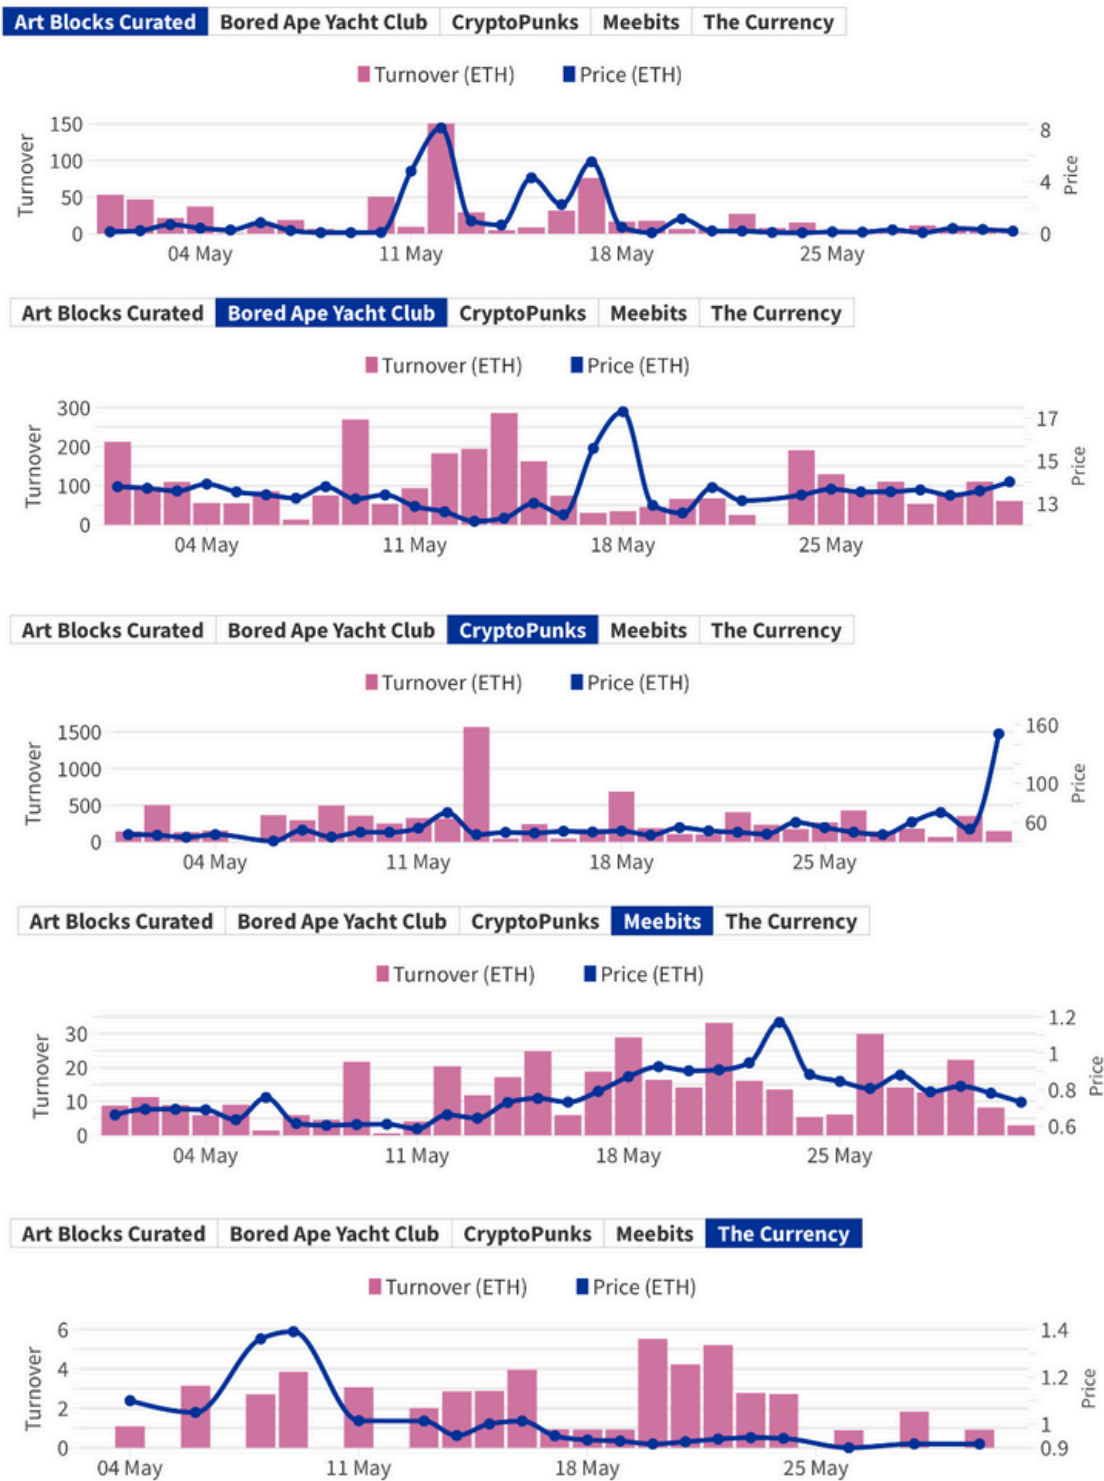 Art Blocks Curated Bored Ape Yacht Club CryptoPunks Meebits The Currency
Turnover (ETH) Price (ETH)
150
100
50
0
Turnover
8
4
0
Price
04 May 11 May 18 May 25 May
Art Blocks Curated Bored Ape Yacht Club CryptoPunks Meebits The Currency
Turnover (ETH) Price (ETH)
300
200
100
0
Turnover
17
15
13
Price
04 May 11 May 18 May 25 May
Art Blocks Curated Bored Ape Yacht Club CryptoPunks Meebits The Currency
Turnover (ETH) Price (ETH)
1500
1000
500
0
Turnover
160
100
60
Price
04 May 11 May 18 May 25 May
Art Blocks Curated Bored Ape Yacht Club CryptoPunks Meebits The Currency
Turnover (ETH) Price (ETH)
30
20
10
0
Turnover
1.2
1
0.8
0.6
Price
04 May 11 May 18 May 25 May
Art Blocks Curated Bored Ape Yacht Club CryptoPunks Meebits The Currency
Turnover (ETH) Price (ETH)
6
4
2
0
Turnover
1.4
1.2
1
0.9
Price
04 May 11 May 18 May 25 May